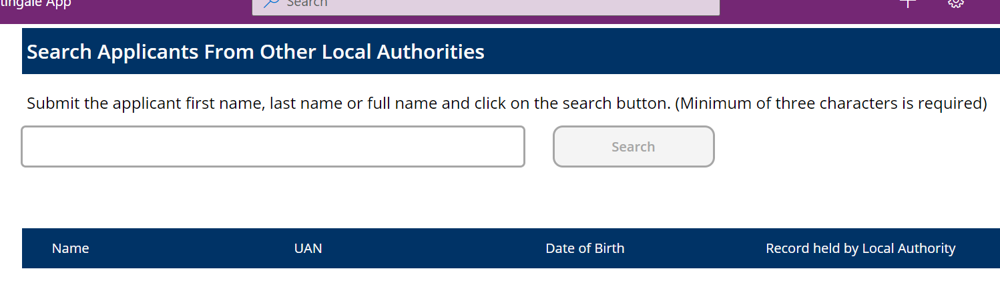 App
Search
Search Applicants From Other Local Authorities
Submit the applicant first name, last name or full name and click on the search button. (Minimum of three characters is required)
Search
Name UAN Date of Birth Record held by Local Authority